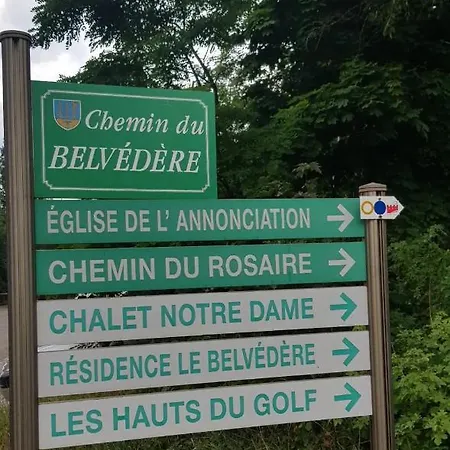 Chemin du
BELVÉDÈRE
ÉGLISE DE L' ANNONCIATION
CHEMIN DU ROSAIRE
CHALET NOTRE DAME
RÉSIDENCE LE BELVÉDÈRE
LES HAUTS DU GOLF